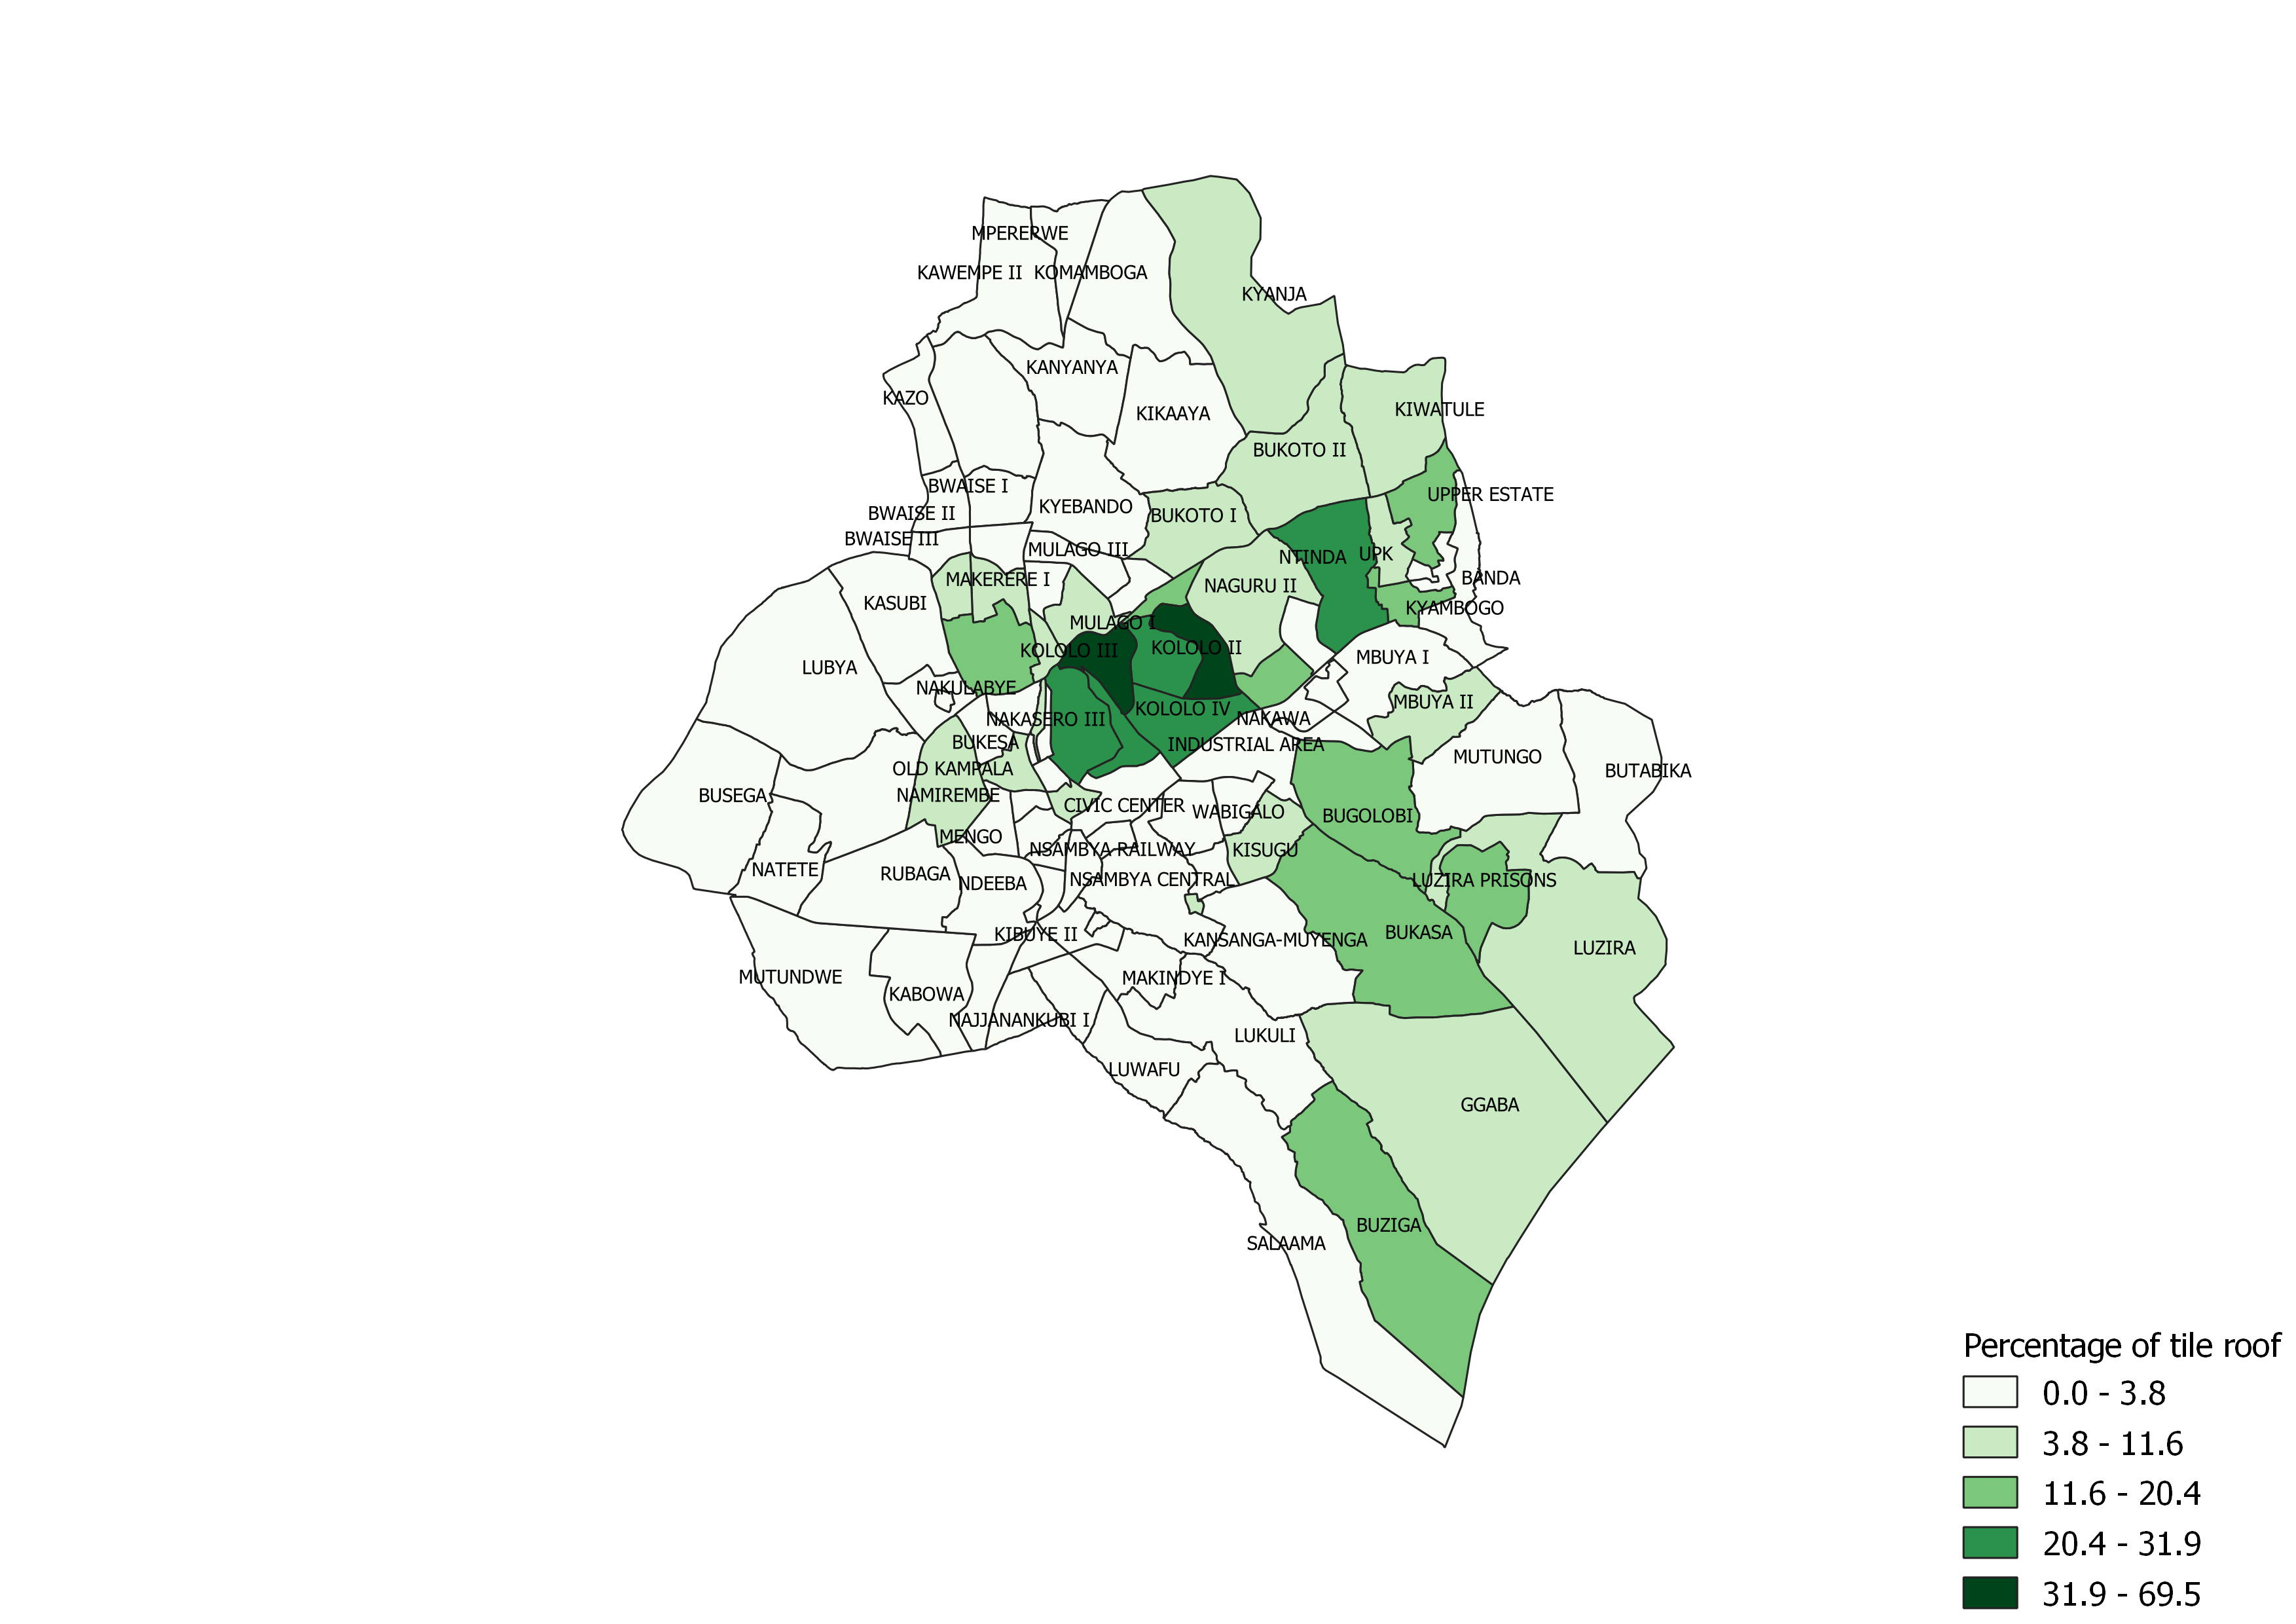 MPERERWE
KAWEMPE II
KOMAMBOGA
KYANJA
KANYANYA
KAZO
KIWATULE
KIKAAYA
BUKOTO II
BWAISE I
UPPER ESTATE
KYEBANDO
BWAISE II
BUKOTO I
BWAISE III
MULAGO III
NTINDA
UPK
MAKERERE I
BANDA
NAGURU II
KASUBI
KYAMBOGO
MULAGO I
KOLOLO II
KOLOLO III
MBUYA I
LUBYA
NAKULABYE
MBUYA II
KOLOLO IV
NAKASERO III
NAKAWA
BUKESA
INDUSTRIAL AREA
MUTUNGO
OLD KAMPALA
BUTABIKA
BUSEGA
NAMIREMBE
CIVIC CENTER
WABIGALO
BUGOLOBI
MENGO
NSAMBYA RAILWAY
KISUGU
NATETE
RUBAGA
NSAMBYA CENTRAL
LUZIRA PRISONS
NDEEBA
BUKASA
KIBUYE II
KANSANGA-MUYENGA
LUZIRA
MUTUNDWE
MAKINDYE I
KABOWA
NAJJANANKUBI I
LUKULI
LUWAFU
GGABA
BUZIGA
SALAAMA
Percentage of tile roof
0.0 - 3.8
3.8 - 11.6
11.6 - 20.4
20.4 - 31.9
31.9 - 69.5